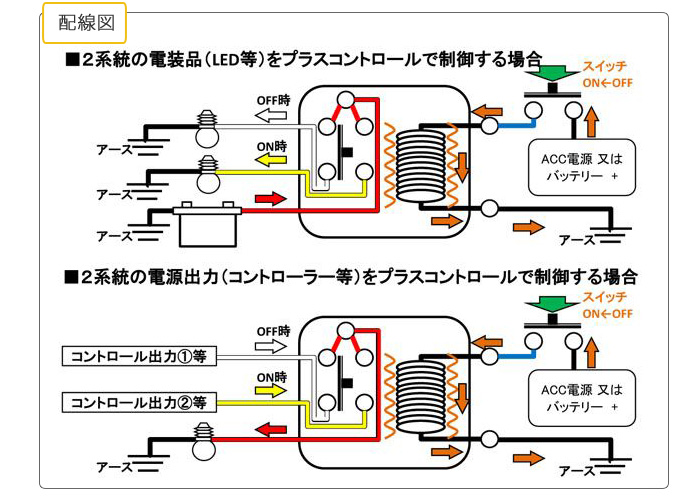 配線図
■２系統の電装品（LED等）をプラスコントロールで制御する場合
スイッチ
ON←OFF
OFF時
ON時
アース
アース
アース
ACC電源 又は
バッテリー ＋
アース
■２系統の電源出力（コントローラー等）をプラスコントロールで制御する場合
スイッチ
ON←OFF
OFF時
コントロール出力①等
ON時
コントロール出力②等
ACC電源 又は
バッテリー ＋
アース
アース